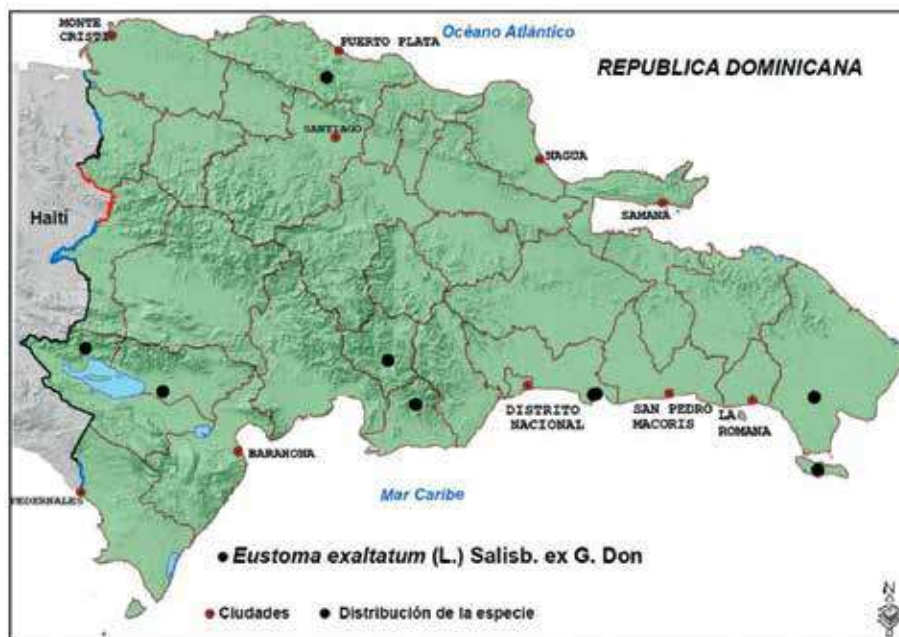 MONTE
CRISTI
PUERTO PLATA
Océano Atlántico
REPUBLICA DOMINICANA
SANTIAGO
NAGUA
Haití
SAMANA
DISTRITO
NACIONAL
SAN PEDRO
MACORIS
LA
ROMANA
BARAHONA
PEDERNALES
Mar Caribe
Eustoma exaltatum (L.) Salisb. ex G. Don
Ciudades
Distribución de la especie
N